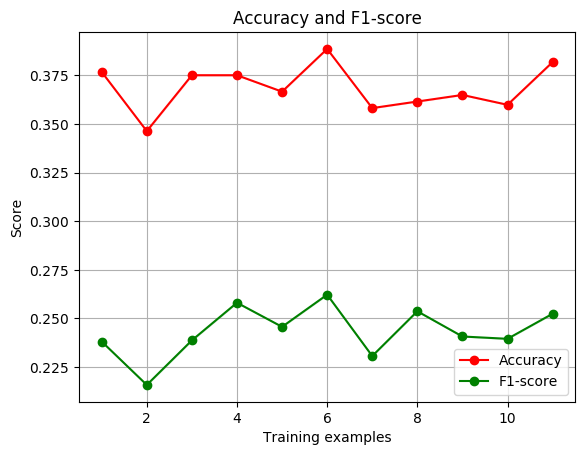 Accuracy and F1-score
Score
0.375
0.350
0.325
0.300
0.275
0.250
0.225
2 4 6 8 10
Training examples
Accuracy
F1-score